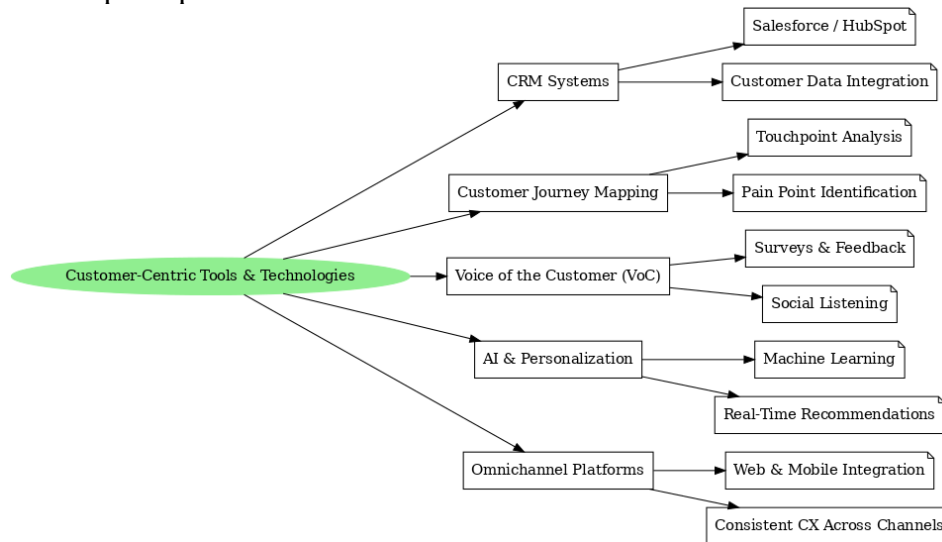 Salesforce / HubSpot
CRM Systems
Customer Data Integration
Touchpoint Analysis
Customer Journey Mapping
Pain Point Identification
Surveys & Feedback
Customer-Centric Tools & Technologies
Voice of the Customer (VoC)
Social Listening
AI & Personalization
Machine Learning
Real-Time Recommendations
Omnichannel Platforms
Web & Mobile Integration
Consistent CX Across Channels